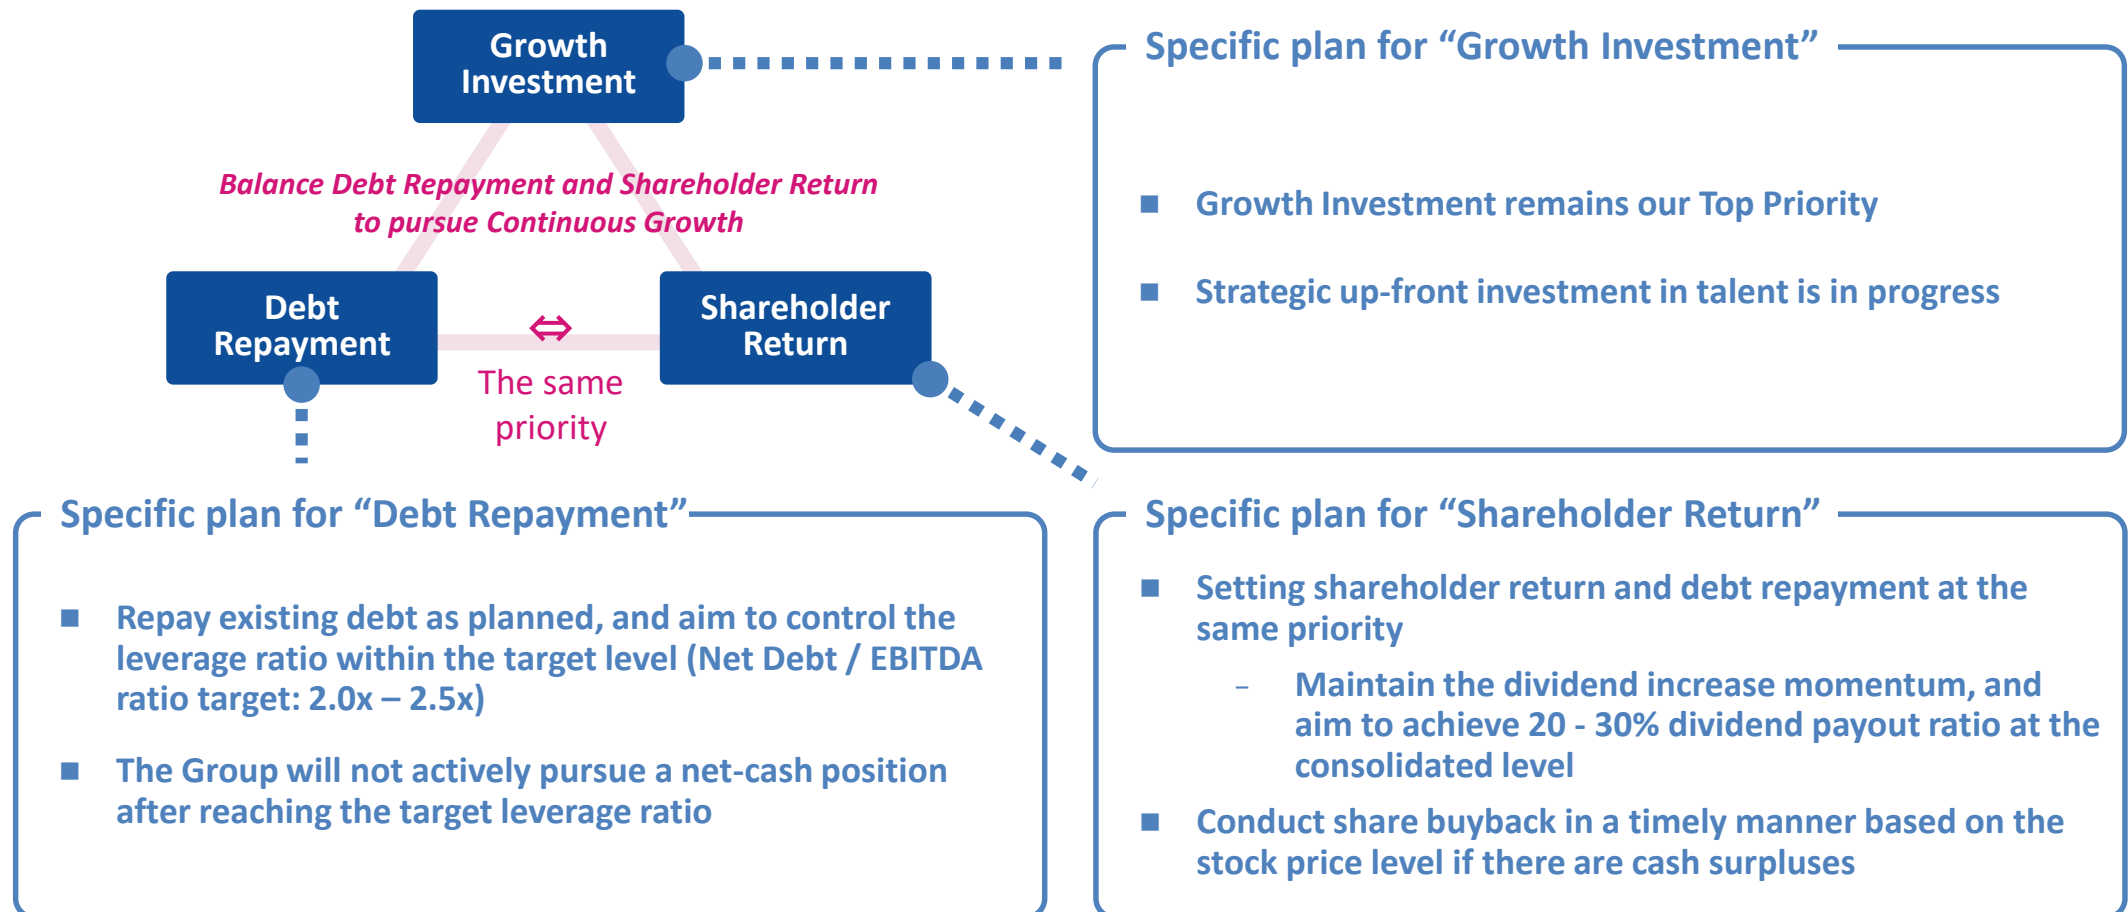 Growth
Investment
Balance Debt Repayment and Shareholder Return
to pursue Continuous Growth
Debt
Repayment
⇔
Shareholder
Return
The same
priority
Specific plan for “Growth Investment”
■ Growth Investment remains our Top Priority
■ Strategic up-front investment in talent is in progress
Specific plan for “Debt Repayment”
■ Repay existing debt as planned, and aim to control the
leverage ratio within the target level (Net Debt / EBITDA
ratio target: 2.0x – 2.5x)
■ The Group will not actively pursue a net-cash position
after reaching the target leverage ratio
Specific plan for “Shareholder Return”
■ Setting shareholder return and debt repayment at the
same priority
– Maintain the dividend increase momentum, and
aim to achieve 20 - 30% dividend payout ratio at the
consolidated level
■ Conduct share buyback in a timely manner based on the
stock price level if there are cash surpluses